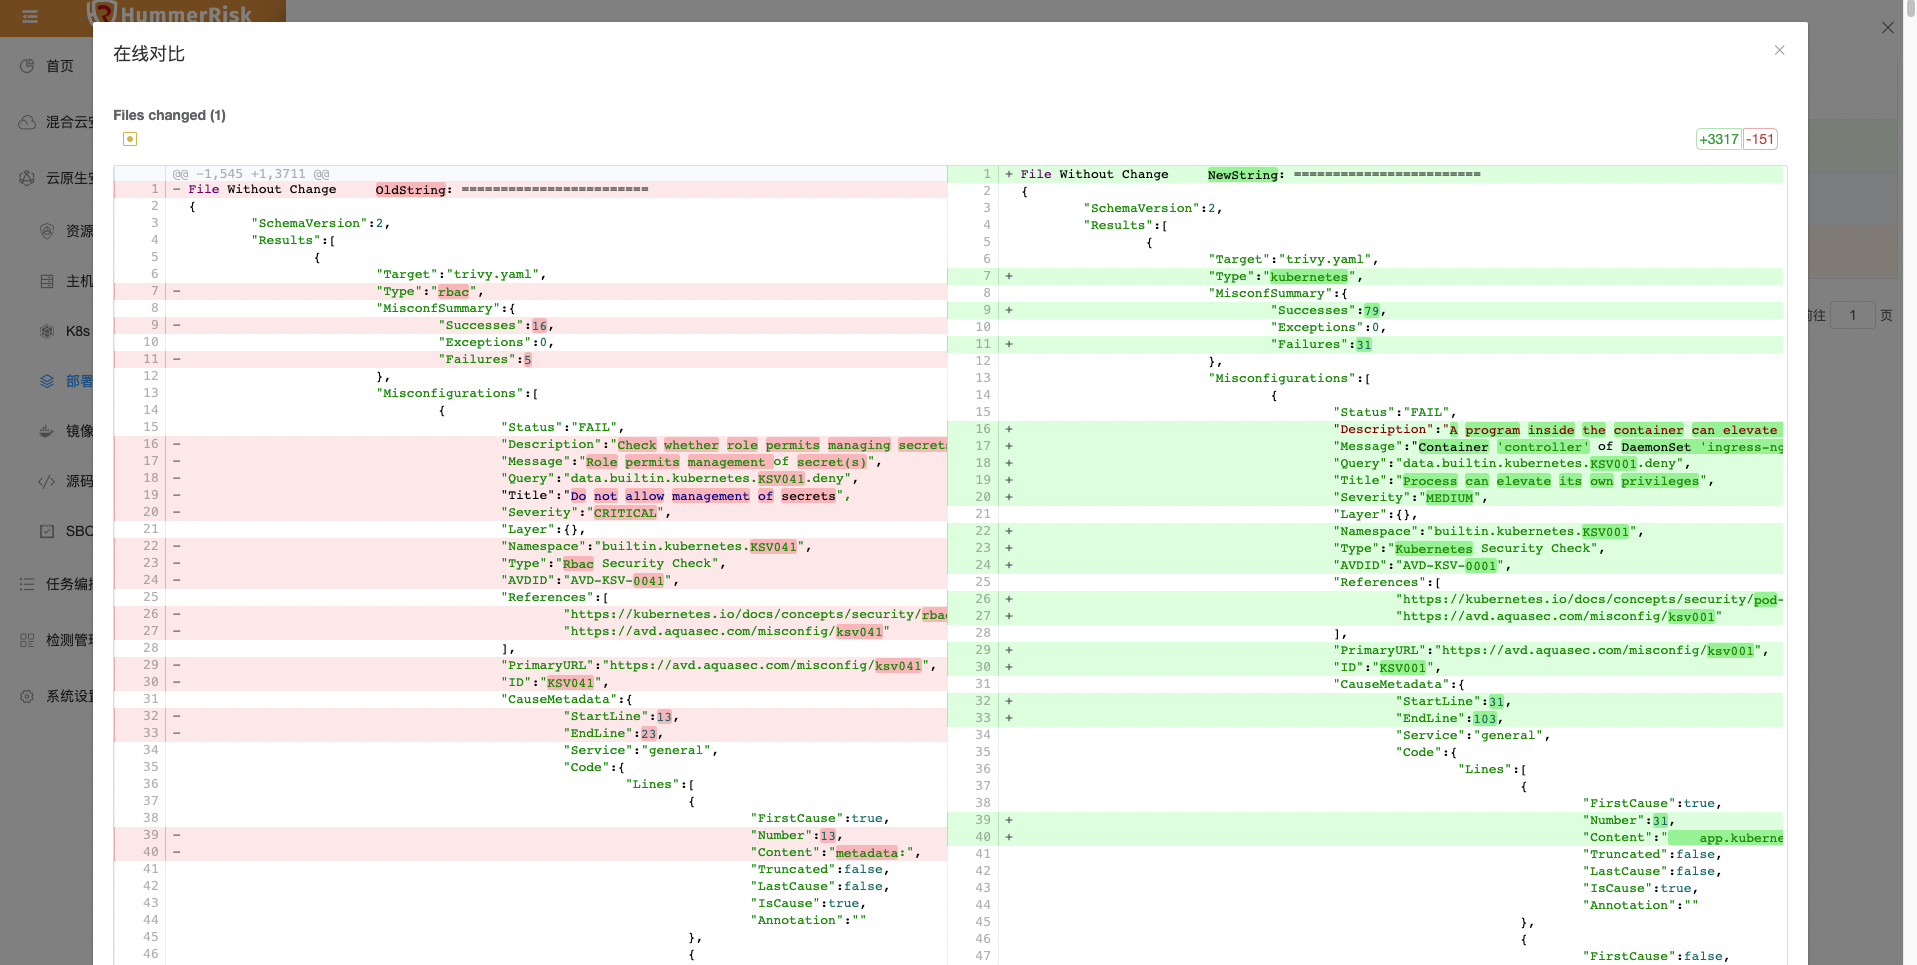 HummerRisk
在线对比
首页
混合云安
云原生安
资源
主机
K8s
部署
镜像
源码
SBC
任务编排
检测管理
系统设置
前往 1 页
Files changed (1)
+3317 -151
@@ -1,545 +1,3711 @@
1 - File Without Change OldString: ========================
2 {
3 "SchemaVersion":2,
4 "Results":[
5 {
6 "Target":"trivy.yaml",
7 - "Type":"rbac",
8 "MisconfSummary":{
9 - "Successes":16,
10 "Exceptions":0,
11 - "Failures":5
12 },
13 "Misconfigurations":[
14 {
15 "Status":"FAIL",
16 - "Description":"Check whether role permits managing secrets
17 - "Message":"Role permits management of secret(s)",
18 - "Query":"data.builtin.kubernetes.KSV041.deny",
19 - "Title":"Do not allow management of secrets",
20 - "Severity":"CRITICAL",
21 "Layer":{},
22 - "Namespace":"builtin.kubernetes.KSV041",
23 - "Type":"Rbac Security Check",
24 - "AVDID":"AVD-KSV-0041",
25 "References":[
26 - "https://kubernetes.io/docs/concepts/security/rbac
27 - "https://avd.aquasec.com/misconfig/ksv041"
28 ],
29 - "PrimaryURL":"https://avd.aquasec.com/misconfig/ksv041",
30 - "ID":"KSV041",
31 "CauseMetadata":{
32 - "StartLine":13,
33 - "EndLine":23,
34 "Service":"general",
35 "Code":{
36 "Lines":[
37 {
38 "FirstCause":true,
39 - "Number":13,
40 - "Content":"metadata:",
41 "Truncated":false,
42 "LastCause":false,
43 "IsCause":true,
44 "Annotation":""
45 },
46 {
1 + File Without Change NewString: ========================
2 {
3 "SchemaVersion":2,
4 "Results":[
5 {
6 "Target":"trivy.yaml",
7 + "Type":"kubernetes",
8 "MisconfSummary":{
9 + "Successes":79,
10 "Exceptions":0,
11 + "Failures":31
12 },
13 "Misconfigurations":[
14 {
15 "Status":"FAIL",
16 + "Description":"A program inside the container can elevate
17 + "Message":"Container 'controller' of DaemonSet 'ingress-ng
18 + "Query":"data.builtin.kubernetes.KSV001.deny",
19 + "Title":"Process can elevate its own privileges",
20 + "Severity":"MEDIUM",
21 "Layer":{},
22 + "Namespace":"builtin.kubernetes.KSV001",
23 + "Type":"Kubernetes Security Check",
24 + "AVDID":"AVD-KSV-0001",
25 "References":[
26 + "https://kubernetes.io/docs/concepts/security/pod-
27 + "https://avd.aquasec.com/misconfig/ksv001"
28 ],
29 + "PrimaryURL":"https://avd.aquasec.com/misconfig/ksv001",
30 + "ID":"KSV001",
31 "CauseMetadata":{
32 + "StartLine":31,
33 + "EndLine":103,
34 "Service":"general",
35 "Code":{
36 "Lines":[
37 {
38 "FirstCause":true,
39 + "Number":31,
40 + "Content":" app.kuberne
41 "Truncated":false,
42 "LastCause":false,
43 "IsCause":true,
44 "Annotation":""
45 },
46 {
47 "FirstCause":false,